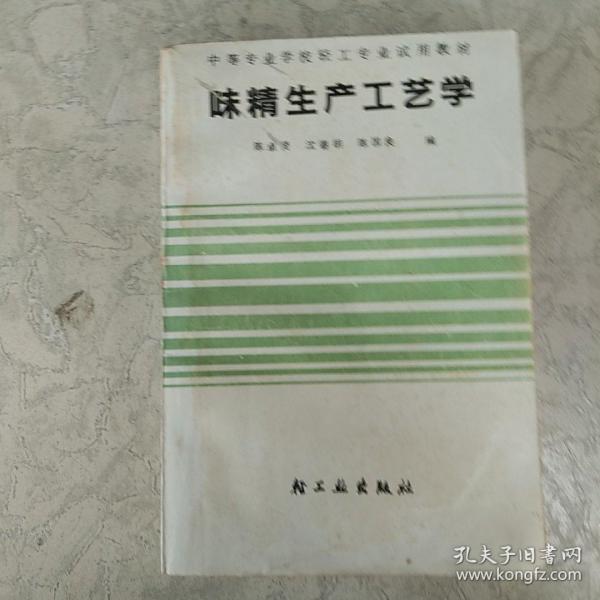 中等专业学校轻工专业试用教材
味精生产工艺学
编
轻工业出版社
孔夫子旧书网
www.kongfz.com